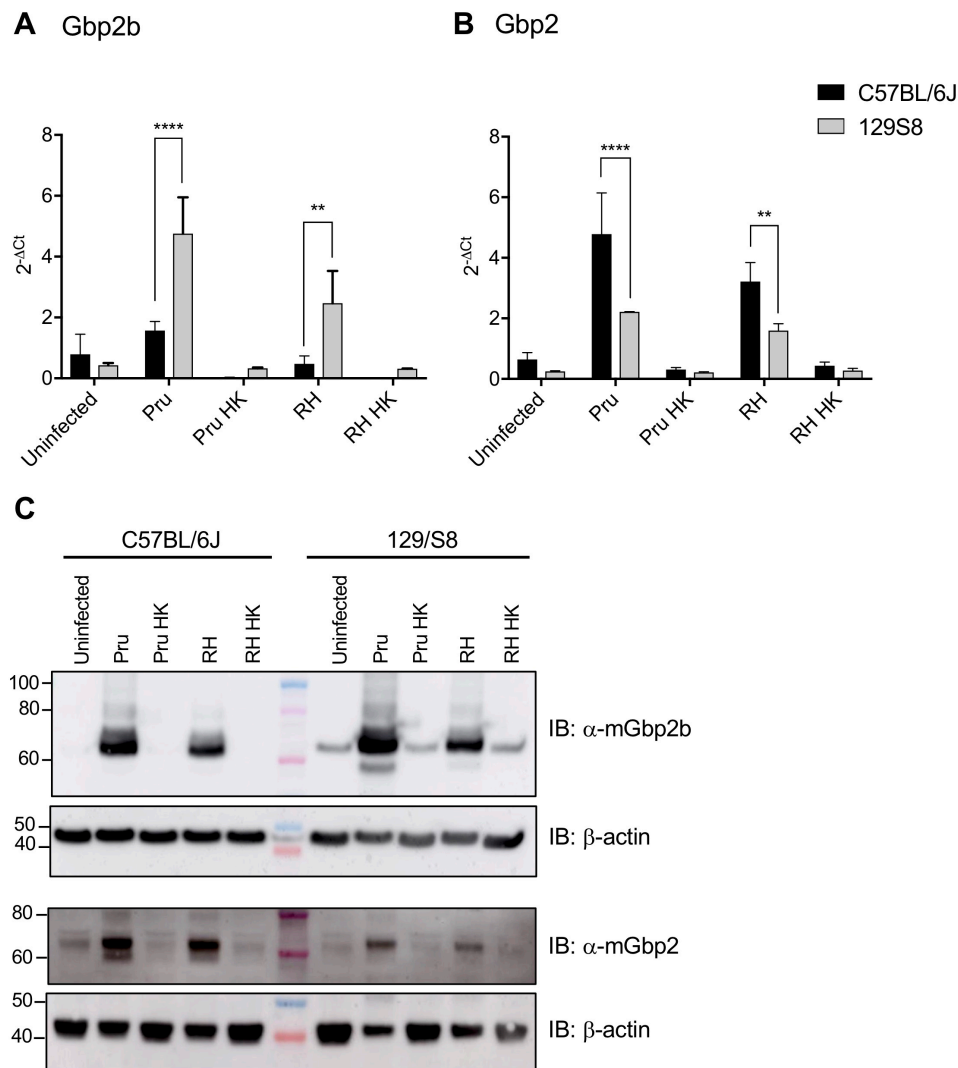 A Gbp2b
B Gbp2
C57BL/6J
129S8
8
6
4
2
0
2-ΔCt
****
**
Uninfected
Pru
Pru HK
RH
RH HK
8
6
4
2
0
2-ΔCt
****
**
Uninfected
Pru
Pru HK
RH
RH HK
C
C57BL/6J
129/S8
Uninfected
Pru
Pru HK
RH
RH HK
Uninfected
Pru
Pru HK
RH
RH HK
100
80
60
IB: α-mGbp2b
50
40
IB: β-actin
80
60
IB: α-mGbp2
50
40
IB: β-actin